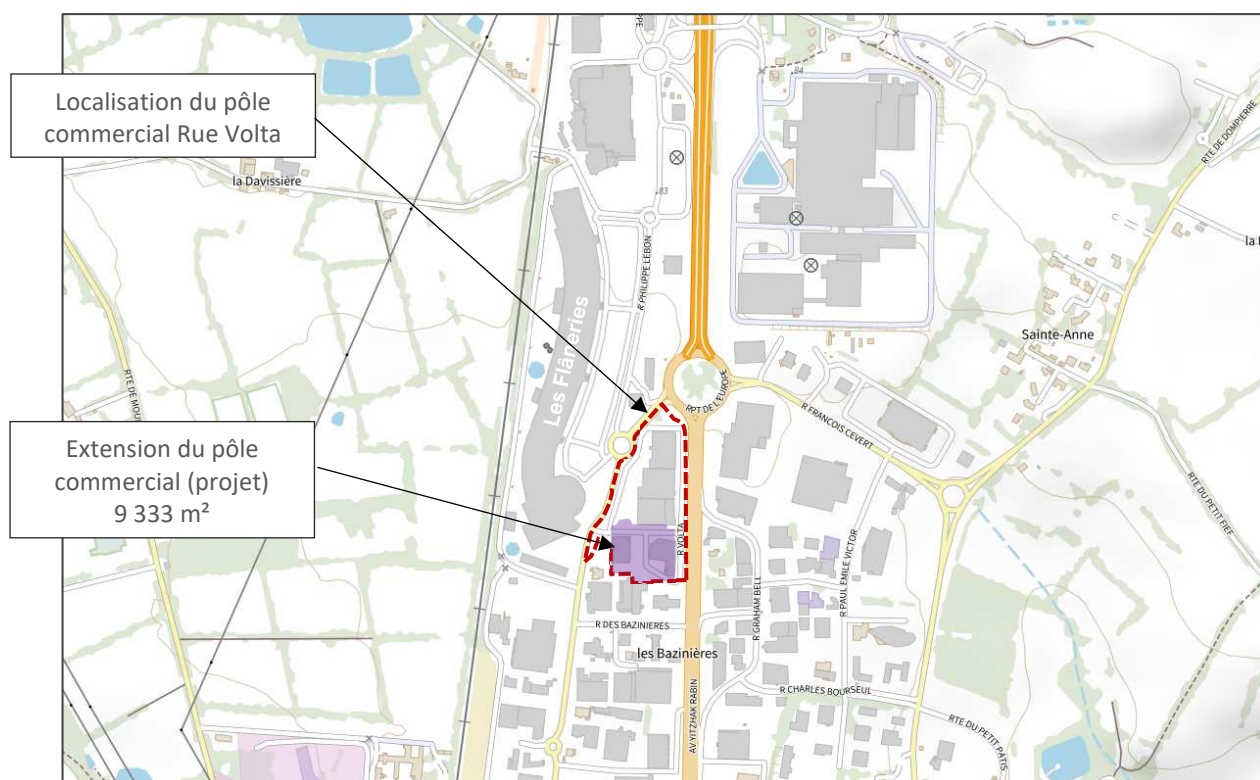 Localisation du pôle
commercial Rue Volta
Extension du pôle
commercial (projet)
9 333 m²
la Davissière
84
83
RTE DE DOMPIERRE
R PHILIPPE LEBON
Les Flâneries
Sainte-Anne
RPT DE L'EUROPE
R FRANCOIS CEVERT
RTE DU PETIT FIEF
R VOLTA
R PAUL EMILE VICTOR
R GRAHAM BELL
R DES BAZINIERES
les Bazinières
R CHARLES BOURSEUL
RTE DU PETIT PATIS
AV YITZHAK RABIN